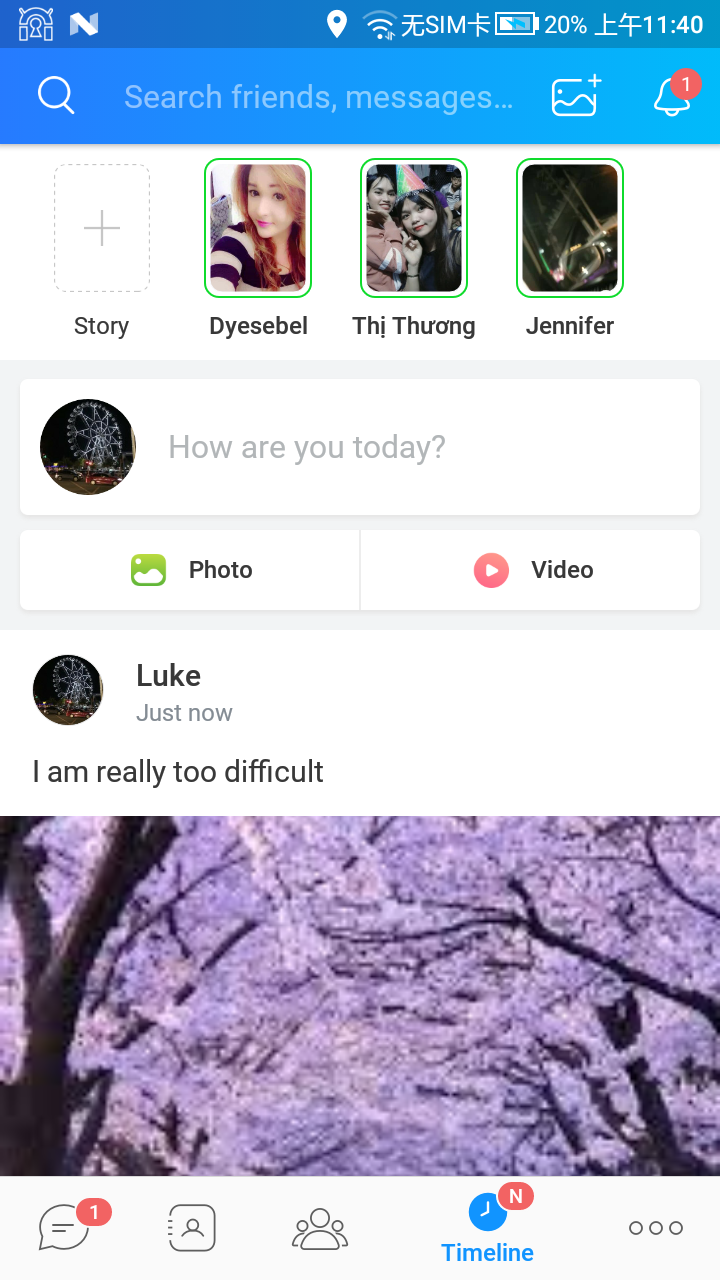 无SIM卡 20% 上午11:40
Search friends, messages...
1
Story
Dyesebel
Thị Thương
Jennifer
How are you today?
Photo
Video
Luke
Just now
I am really too difficult
1
N
Timeline